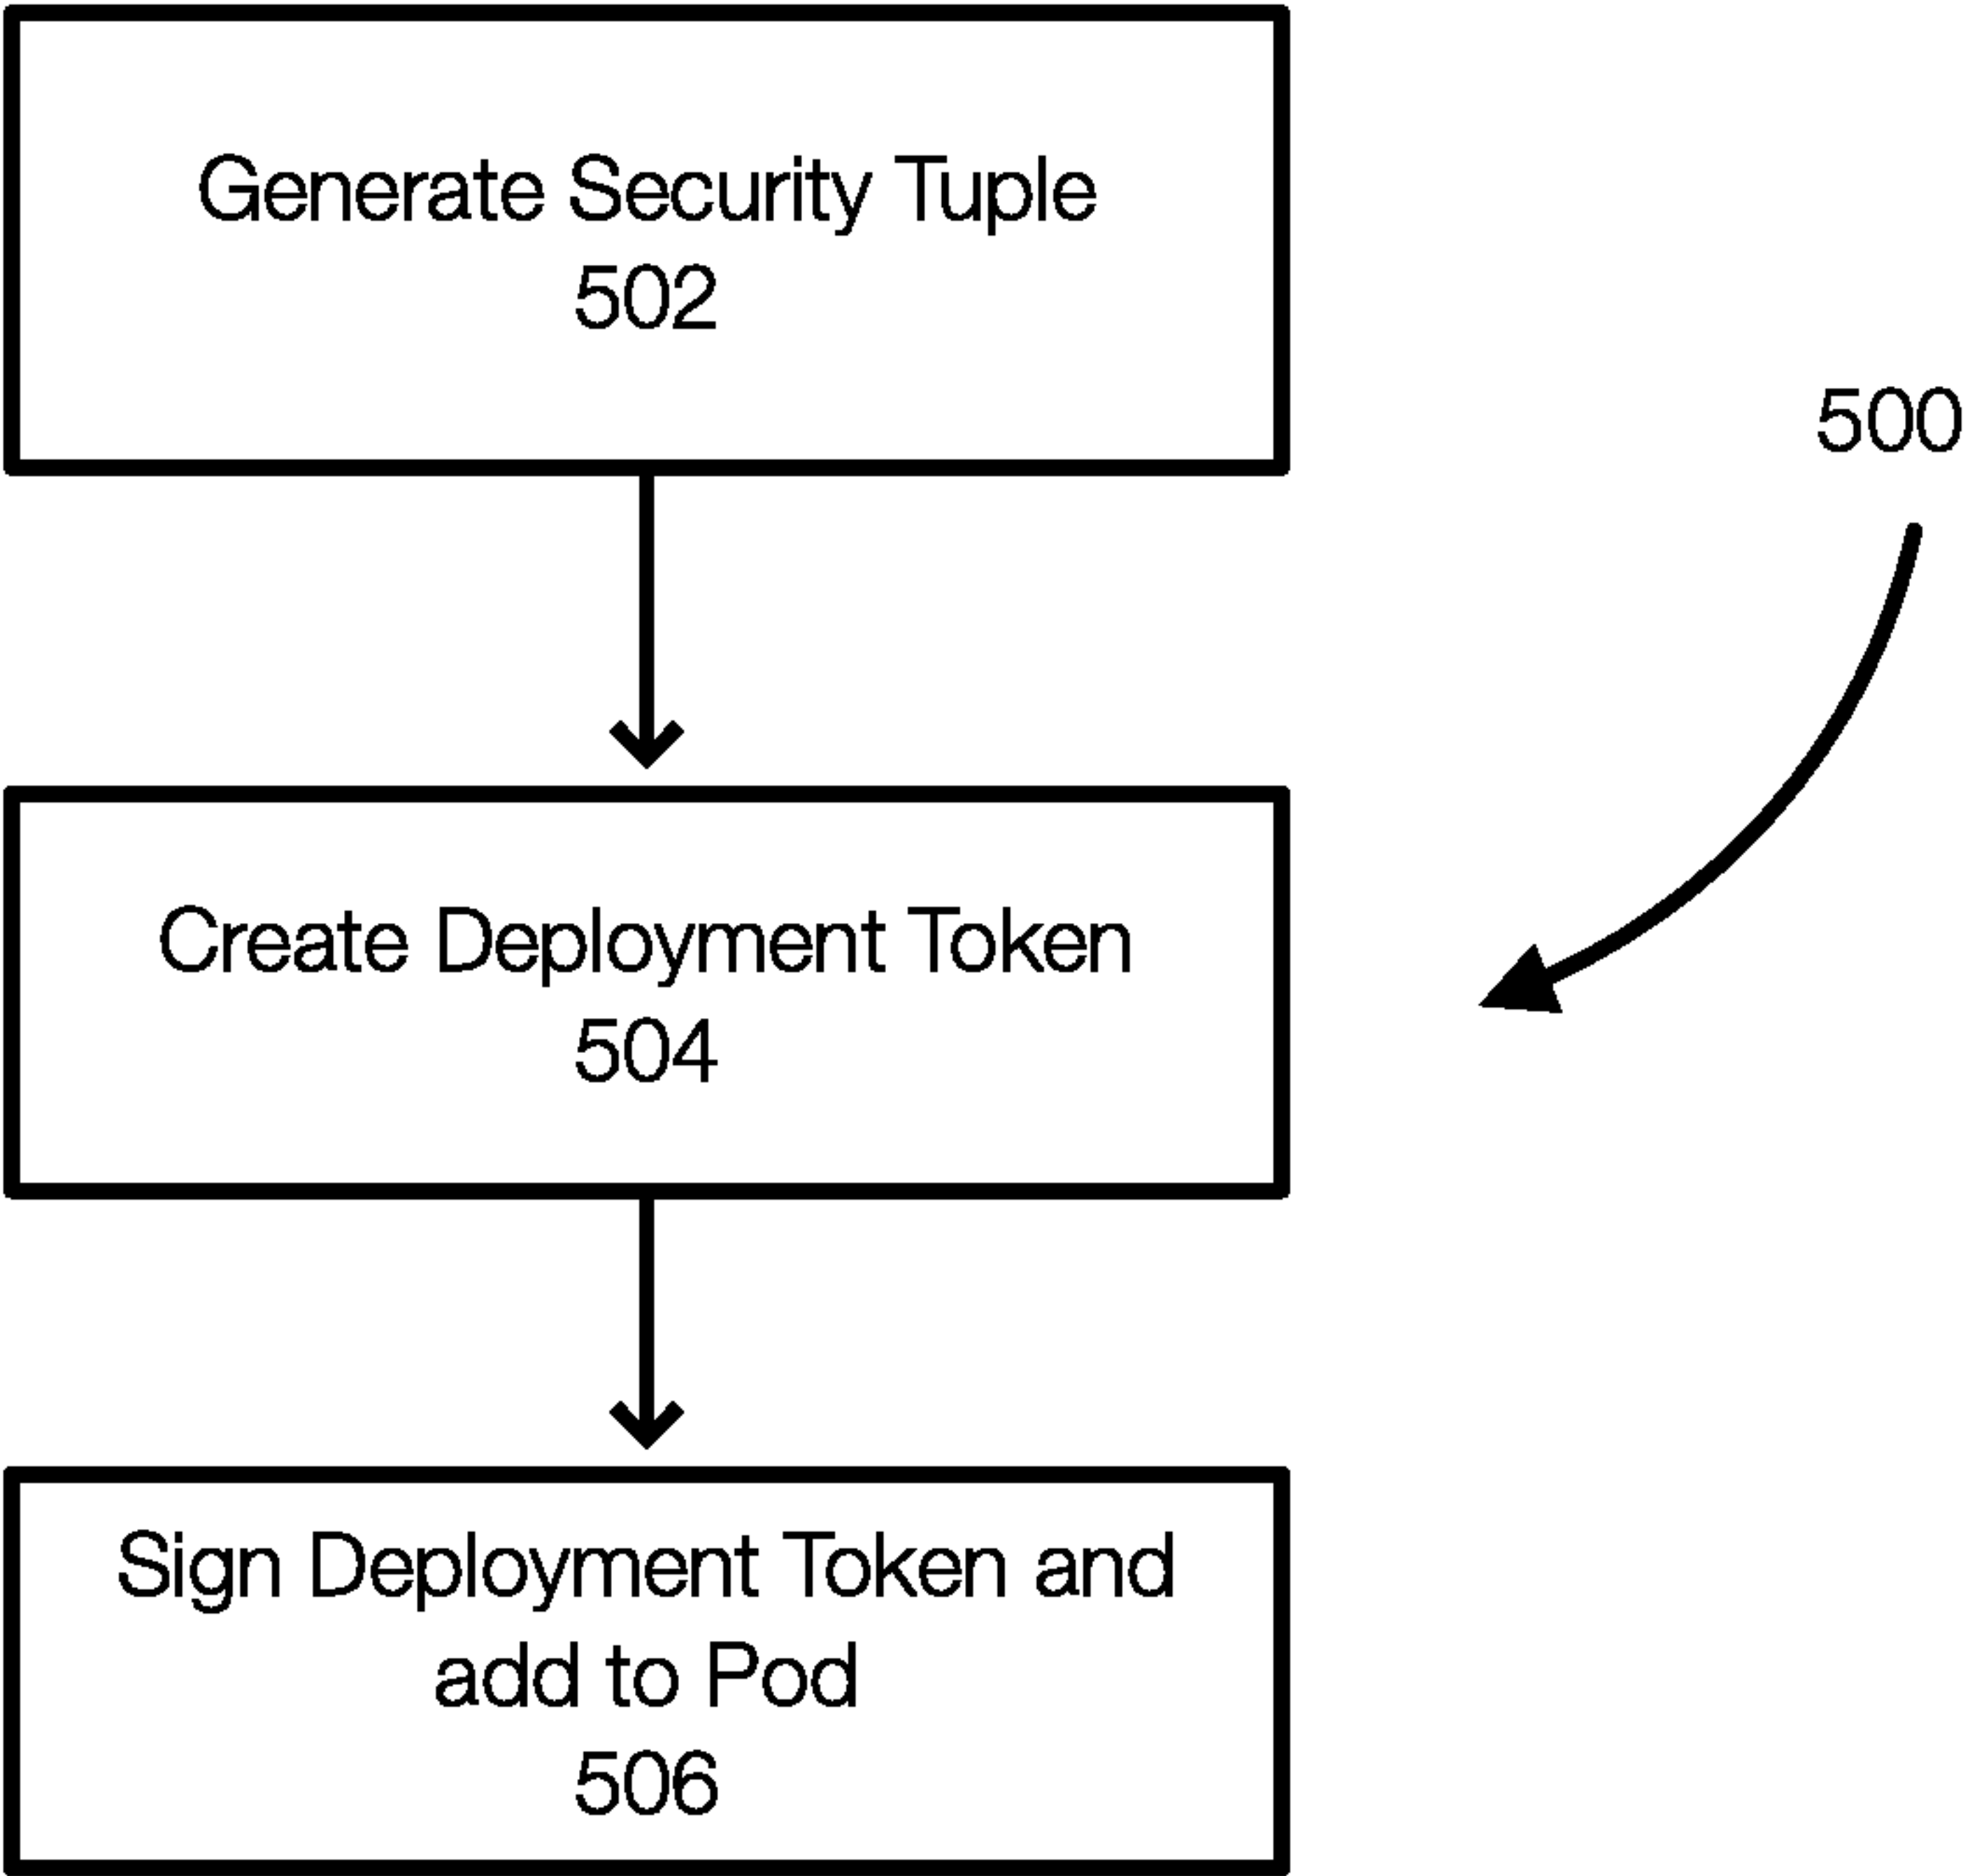 Generate Security Tuple
502
500
Create Deployment Token
504
Sign Deployment Token and
add to Pod
506